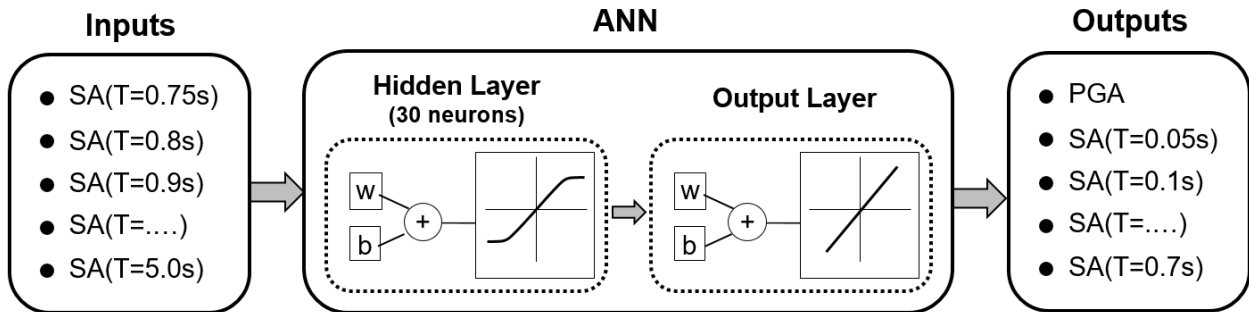 Inputs
SA(T=0.75s)
SA(T=0.8s)
SA(T=0.9s)
SA(T=....)
SA(T=5.0s)
ANN
Hidden Layer
(30 neurons)
w
b
+
Output Layer
w
b
+
Outputs
PGA
SA(T=0.05s)
SA(T=0.1s)
SA(T=....)
SA(T=0.7s)